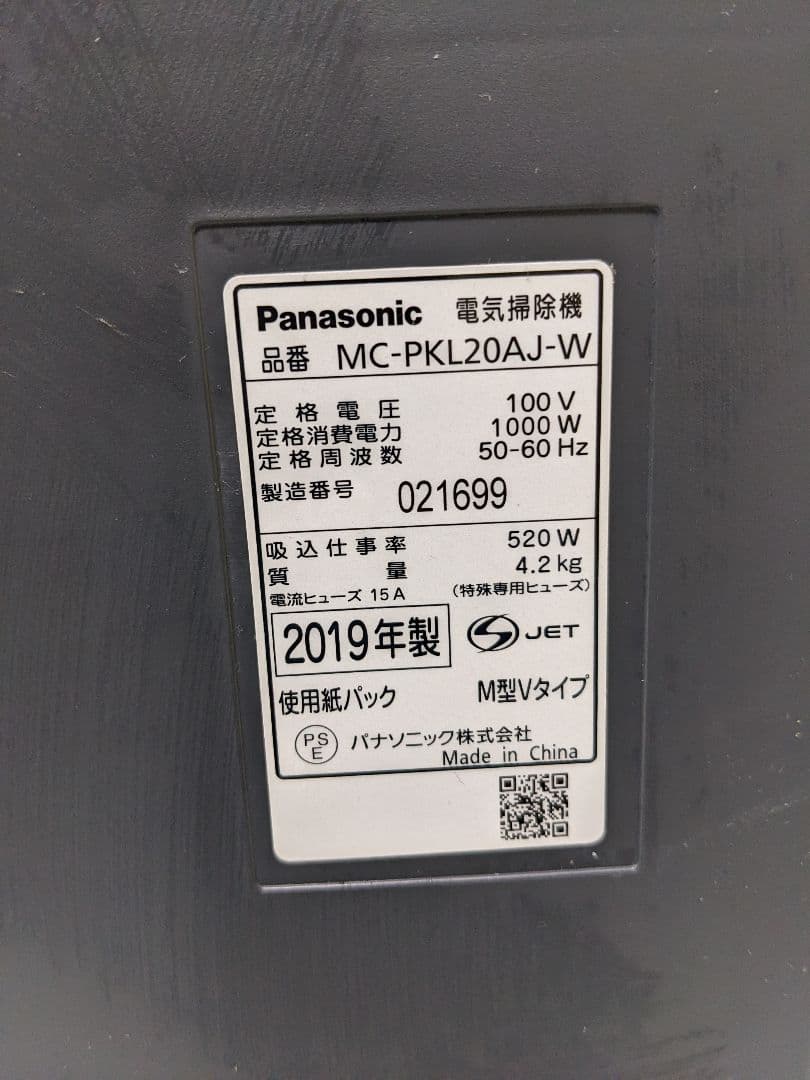 Panasonic 電気掃除機
品番 MC-PKL20AJ-W
定格電圧 100 V
定格消費電力 1000 W
定格周波数 50-60 Hz
製造番号 021699
吸込仕事率 520 W
質量 4.2 kg
電流ヒューズ 15 A (特殊専用ヒューズ)
2019年製 S JET
使用紙パック M型Vタイプ
PS
E パナソニック株式会社
Made in China